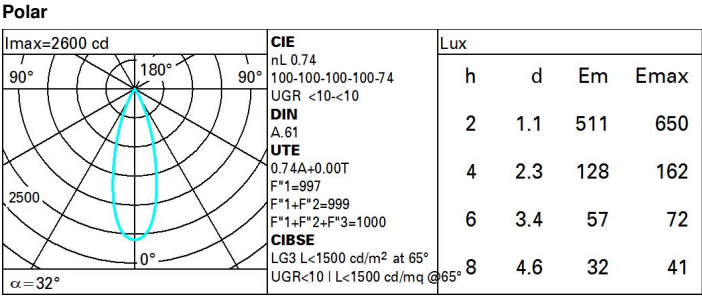 Polar
Imax=2600 cd
90° 180° 90°
2500
0°
α=32°
CIE
nL 0.74
100-100-100-100-74
UGR <10-<10
DIN
A.61
UTE
0.74A+0.00T
F"1=997
F"1+F"2=999
F"1+F"2+F"3=1000
CIBSE
LG3 L<1500 cd/m² at 65°
UGR<10 | L<1500 cd/mq @65°
Lux
h d Em Emax
2 1.1 511 650
4 2.3 128 162
6 3.4 57 72
8 4.6 32 41